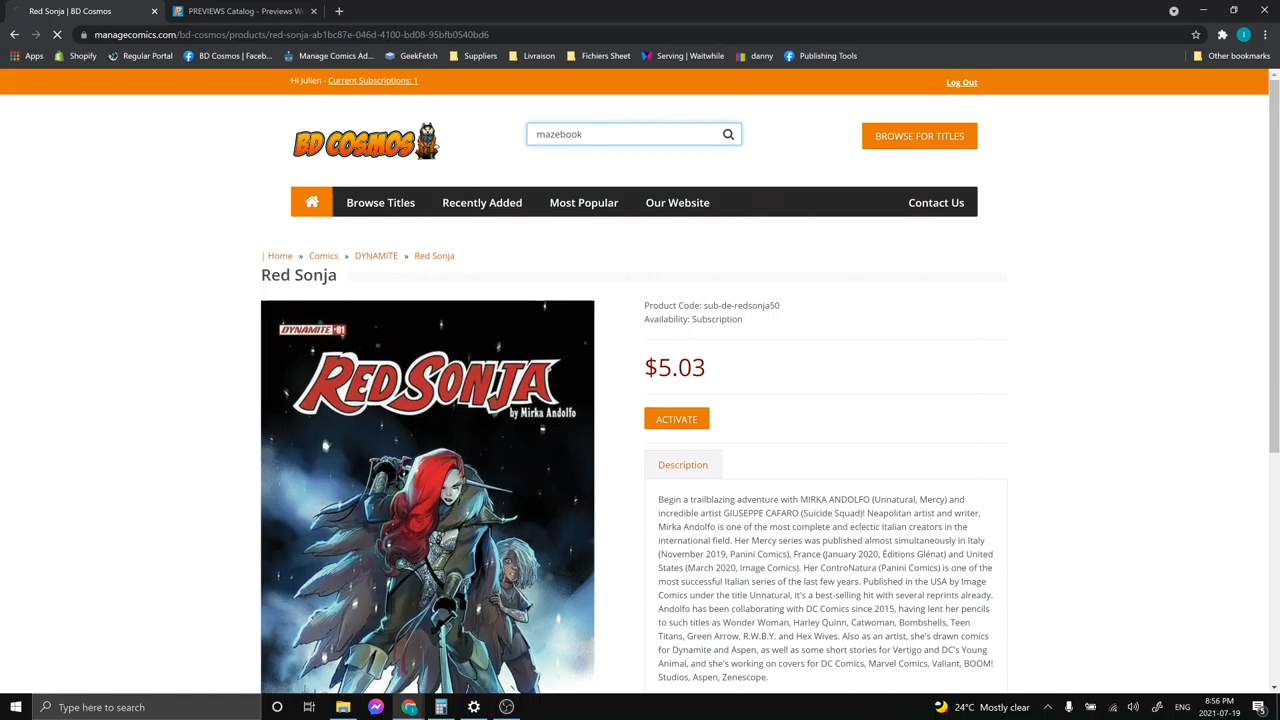 Red Sonja @ BD Cosmos
PREVIEWS Catalog - PREVIEWS W
managecomics.com/bd-cosmos/products/red-sonja-ab1bc87e-046d-4100-bd08-95bfb0540bd6
Apps
Shopify
Regular Portal
BD Cosmos | Faceb...
Manage Comics Ad...
GeekFetch
Suppliers
Livraison
Fichiers Sheet
Serving | Waitwhile
danny
Publishing Tools
Other bookmarks
Hi Julien - Current Subscriptions: 1
Log Out
BD COSMOS
mazebook
BROWSE FOR TITLES
Browse Titles
Recently Added
Most Popular
Our Website
Contact Us
| Home » Comics » DYNAMITE » Red Sonja
Red Sonja
DYNAMITE #01
RED SONJA
by Mirka Andolfo
Product Code: sub-de-redsonja50
Availability: Subscription
$5.03
ACTIVATE
Description
Begin a trailblazing adventure with MIRKA ANDOLFO (Unnatural, Mercy) and
incredible artist GIUSEPPE CAFARO (Suicide Squad)! Neapolitan artist and writer,
Mirka Andolfo is one of the most complete and eclectic Italian creators in the
international field. Her Mercy series was published almost simultaneously in Italy
(November 2019, Panini Comics), France (January 2020, Éditions Glénat) and United
States (March 2020, Image Comics). Her ControNatura (Panini Comics) is one of the
most successful Italian series of the last few years. Published in the USA by Image
Comics under the title Unnatural, it's a best-selling hit with several reprints already.
Andolfo has been collaborating with DC Comics since 2015, having lent her pencils
to such titles as Wonder Woman, Harley Quinn, Catwoman, Bombshells, Teen
Titans, Green Arrow, R.W.B.Y. and Hex Wives. Also as an artist, she's drawn comics
for Dynamite and Aspen, as well as some short stories for Vertigo and DC's Young
Animal, and she's working on covers for DC Comics, Marvel Comics, Valiant, BOOM!
Studios, Aspen, Zenescope.
Type here to search
24°C Mostly clear
ENG
8:56 PM
2021-07-19